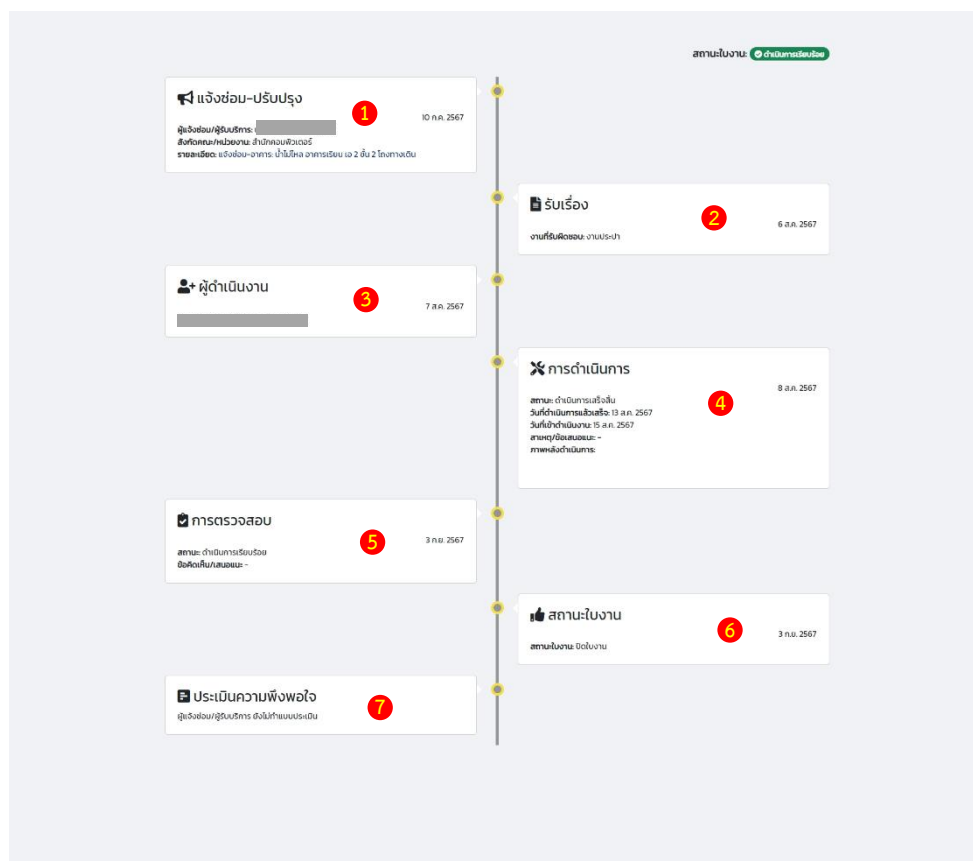 สถานะใบงาน: ดำเนินการเรียบร้อย
แจ้งซ่อม-ปรับปรุง
1
10 ก.ค. 2567
ผู้แจ้งซ่อม/ผู้รับบริการ:
สังกัดคณะ/หน่วยงาน: สำนักคอมพิวเตอร์
รายละเอียด: แจ้งซ่อม-อาคาร: น้ำไม่ไหล อาคารเรียน เอ 2 ชั้น 2 โถงทางเดิน
รับเรื่อง
2
6 ส.ค. 2567
งานที่รับผิดชอบ: งานประปา
ผู้ดำเนินงาน
3
7 ส.ค. 2567
การดำเนินการ
4
8 ส.ค. 2567
สถานะ: ดำเนินการเสร็จสิ้น
วันที่ดำเนินการแล้วเสร็จ: 13 ส.ค. 2567
วันที่เข้าดำเนินงาน: 15 ส.ค. 2567
สาเหตุ/ข้อเสนอแนะ: -
ภาพหลังดำเนินการ:
การตรวจสอบ
5
3 ก.ย. 2567
สถานะ: ดำเนินการเรียบร้อย
ข้อคิดเห็น/เสนอแนะ: -
สถานะใบงาน
6
3 ก.ย. 2567
สถานะใบงาน: ปิดใบงาน
ประเมินความพึงพอใจ
7
ผู้แจ้งซ่อม/ผู้รับบริการ ยังไม่ทำแบบประเมิน